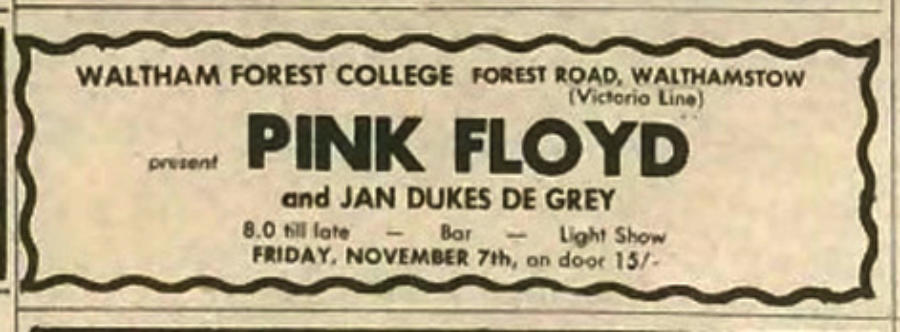 WALTHAM FOREST COLLEGE FOREST ROAD, WALTHAMSTOW
(Victoria Line)
present PINK FLOYD
and JAN DUKES DE GREY
8.0 till late — Bar — Light Show
FRIDAY, NOVEMBER 7th, on door 15/-